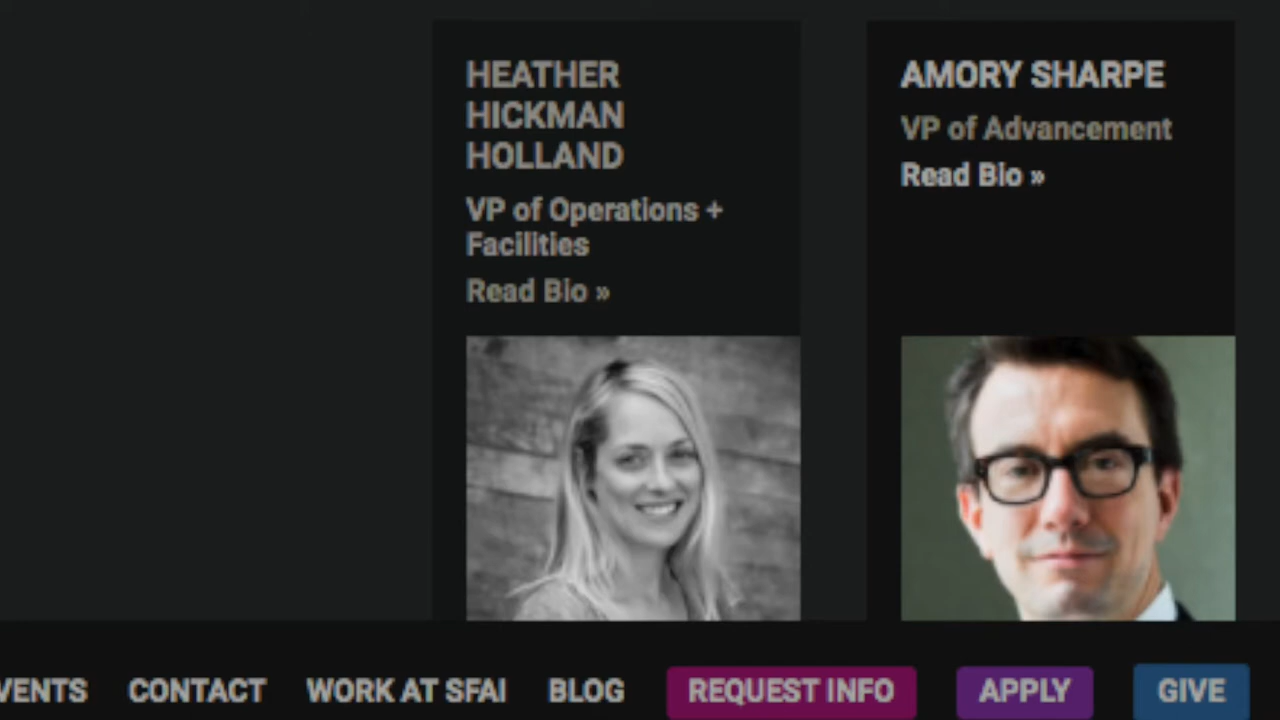 HEATHER
HICKMAN
HOLLAND
VP of Operations +
Facilities
Read Bio »
AMORY SHARPE
VP of Advancement
Read Bio »
VENTS CONTACT WORK AT SFAI BLOG REQUEST INFO APPLY GIVE